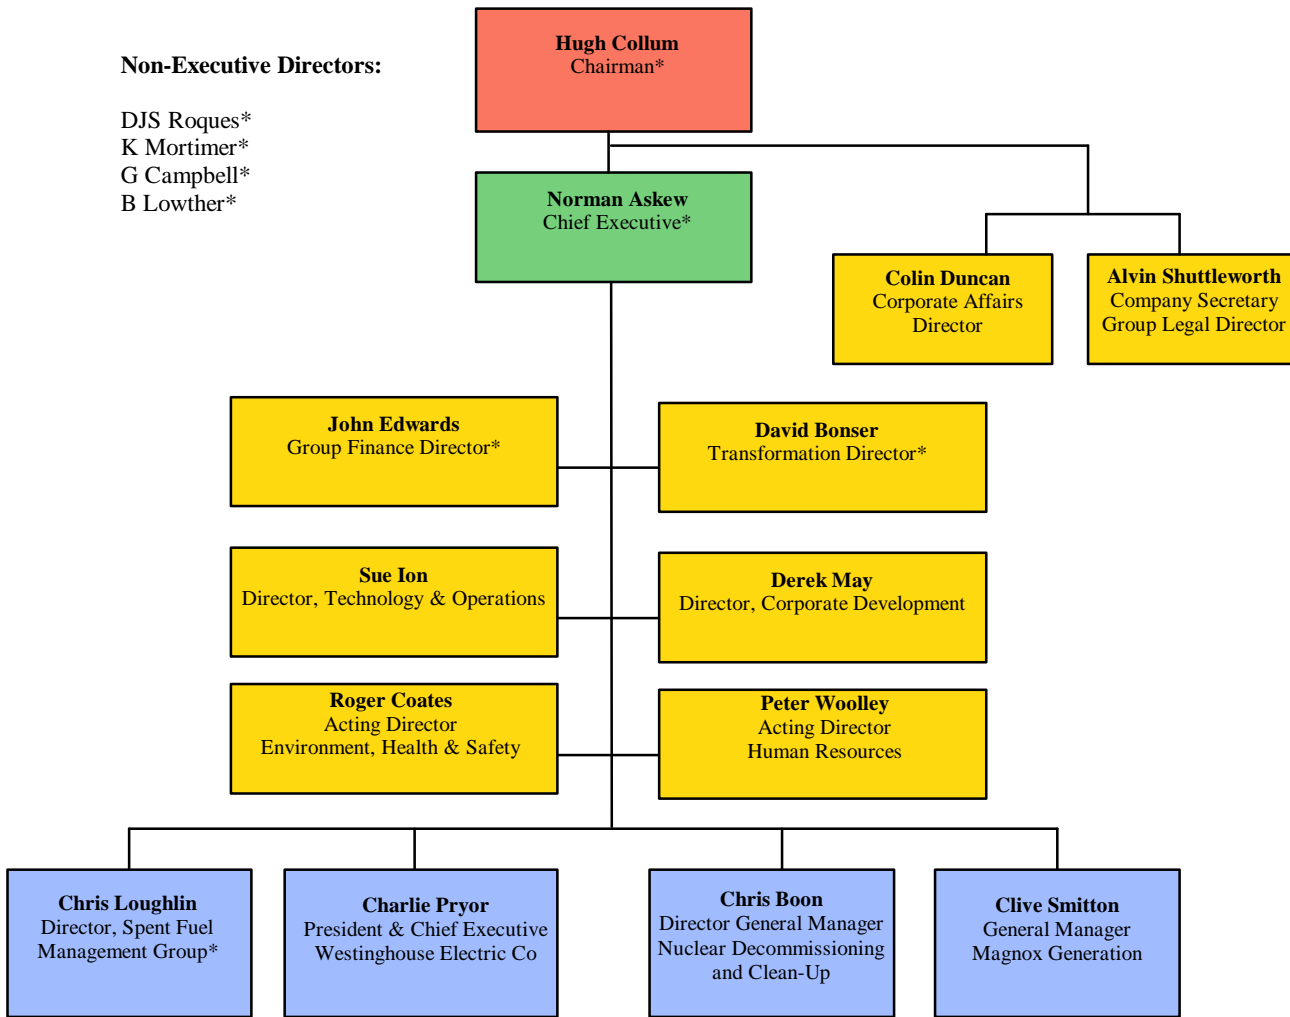 Hugh Collum
Chairman*
Non-Executive Directors:
DJS Roques*
K Mortimer*
G Campbell*
B Lowther*
Norman Askew
Chief Executive*
Colin Duncan
Corporate Affairs
Director
Alvin Shuttleworth
Company Secretary
Group Legal Director
John Edwards
Group Finance Director*
David Bonser
Transformation Director*
Sue Ion
Director, Technology & Operations
Derek May
Director, Corporate Development
Roger Coates
Acting Director
Environment, Health & Safety
Peter Woolley
Acting Director
Human Resources
Chris Loughlin
Director, Spent Fuel
Management Group*
Charlie Pryor
President & Chief Executive
Westinghouse Electric Co
Chris Boon
Director General Manager
Nuclear Decommissioning
and Clean-Up
Clive Smitton
General Manager
Magnox Generation